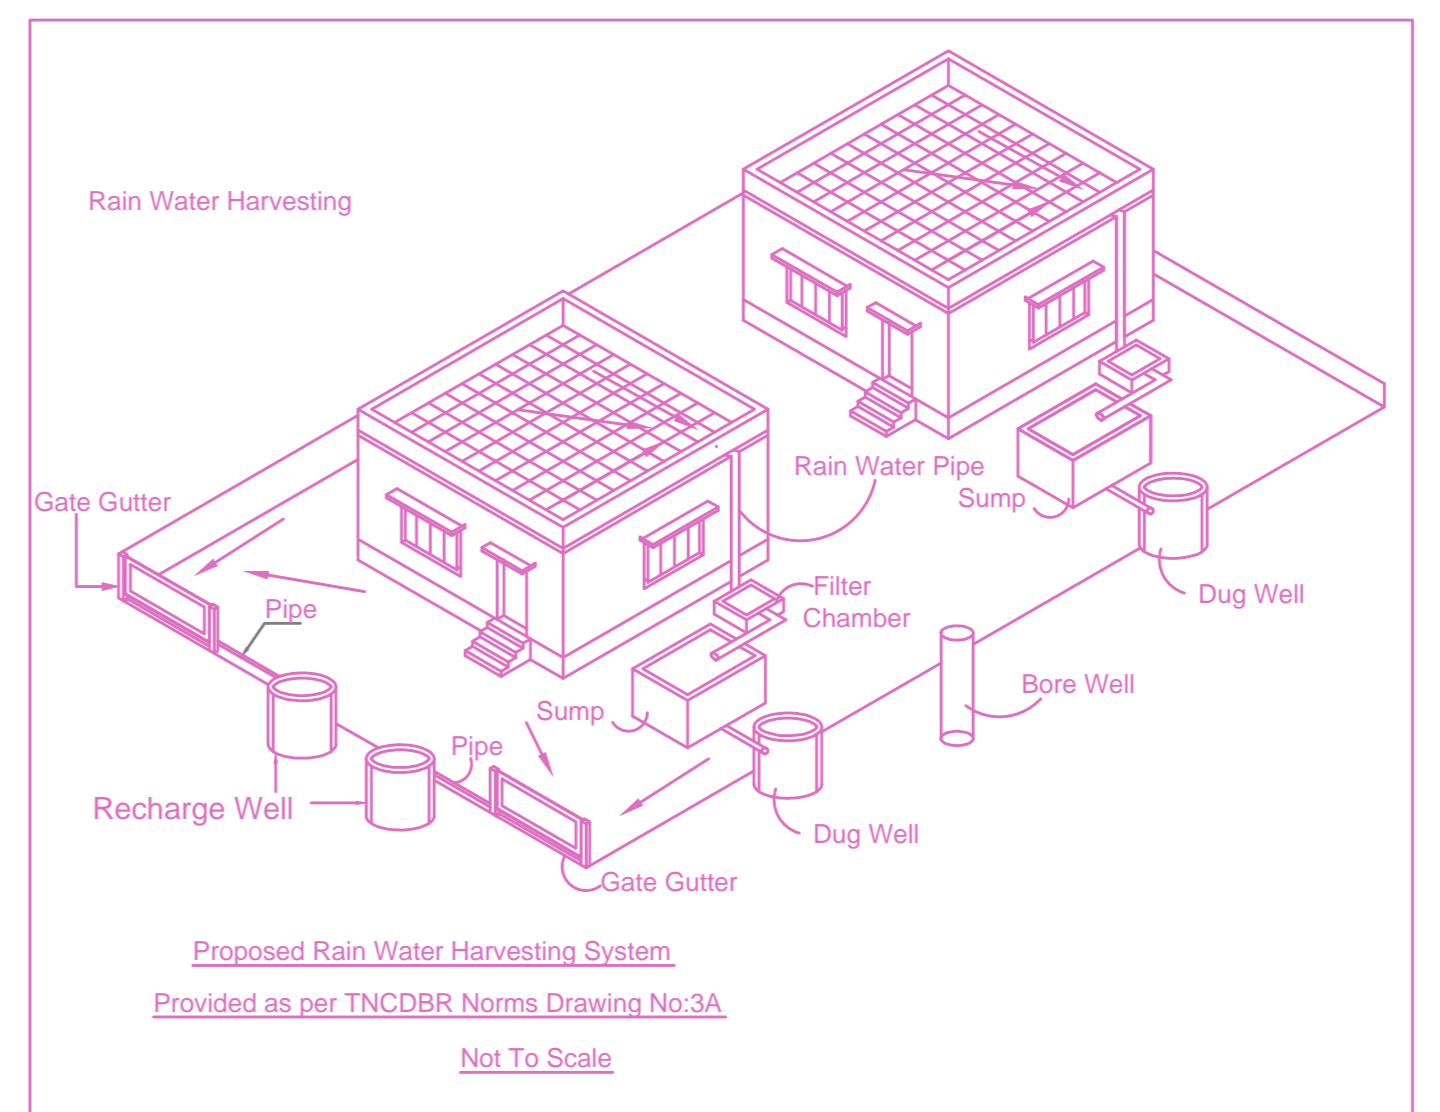 Rain Water Harvesting
Rain Water Pipe
Sump
Gate Gutter
Filter
Chamber
Dug Well
Pipe
Bore Well
Sump
Pipe
Recharge Well
Dug Well
Gate Gutter
Proposed Rain Water Harvesting System
Provided as per TNCDBR Norms Drawing No:3A
Not To Scale